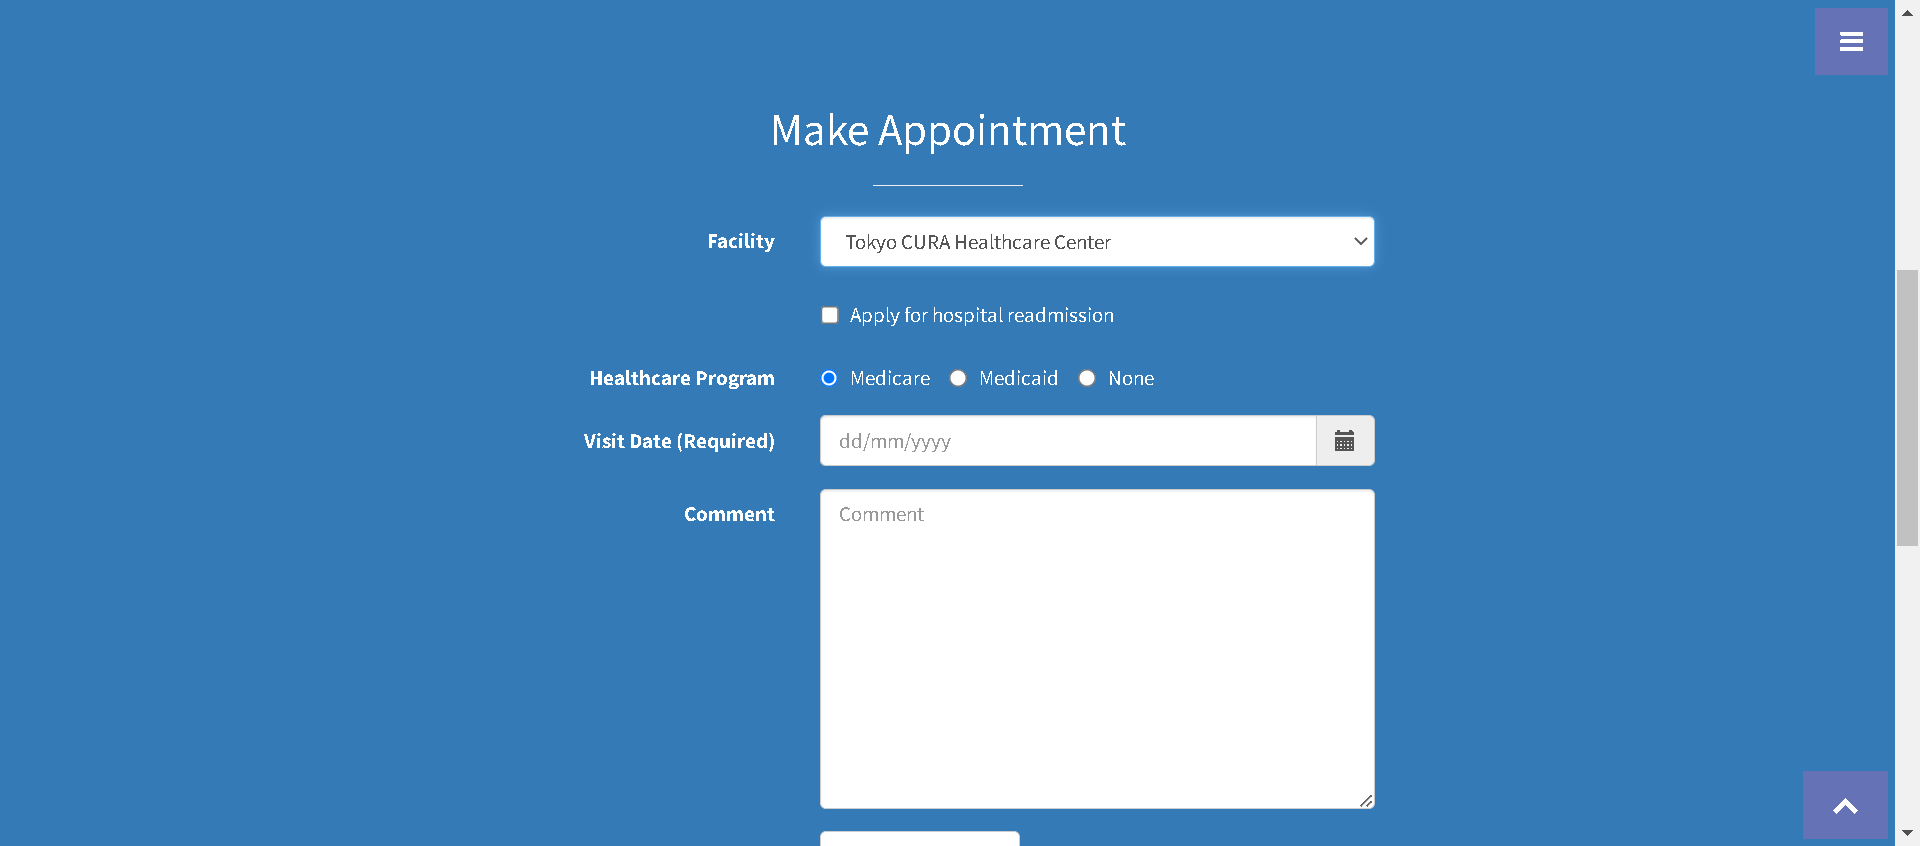 Make Appointment
Facility
Tokyo CURA Healthcare Center
Apply for hospital readmission
Healthcare Program
Medicare Medicaid None
Visit Date (Required)
dd/mm/yyyy
Comment
Comment